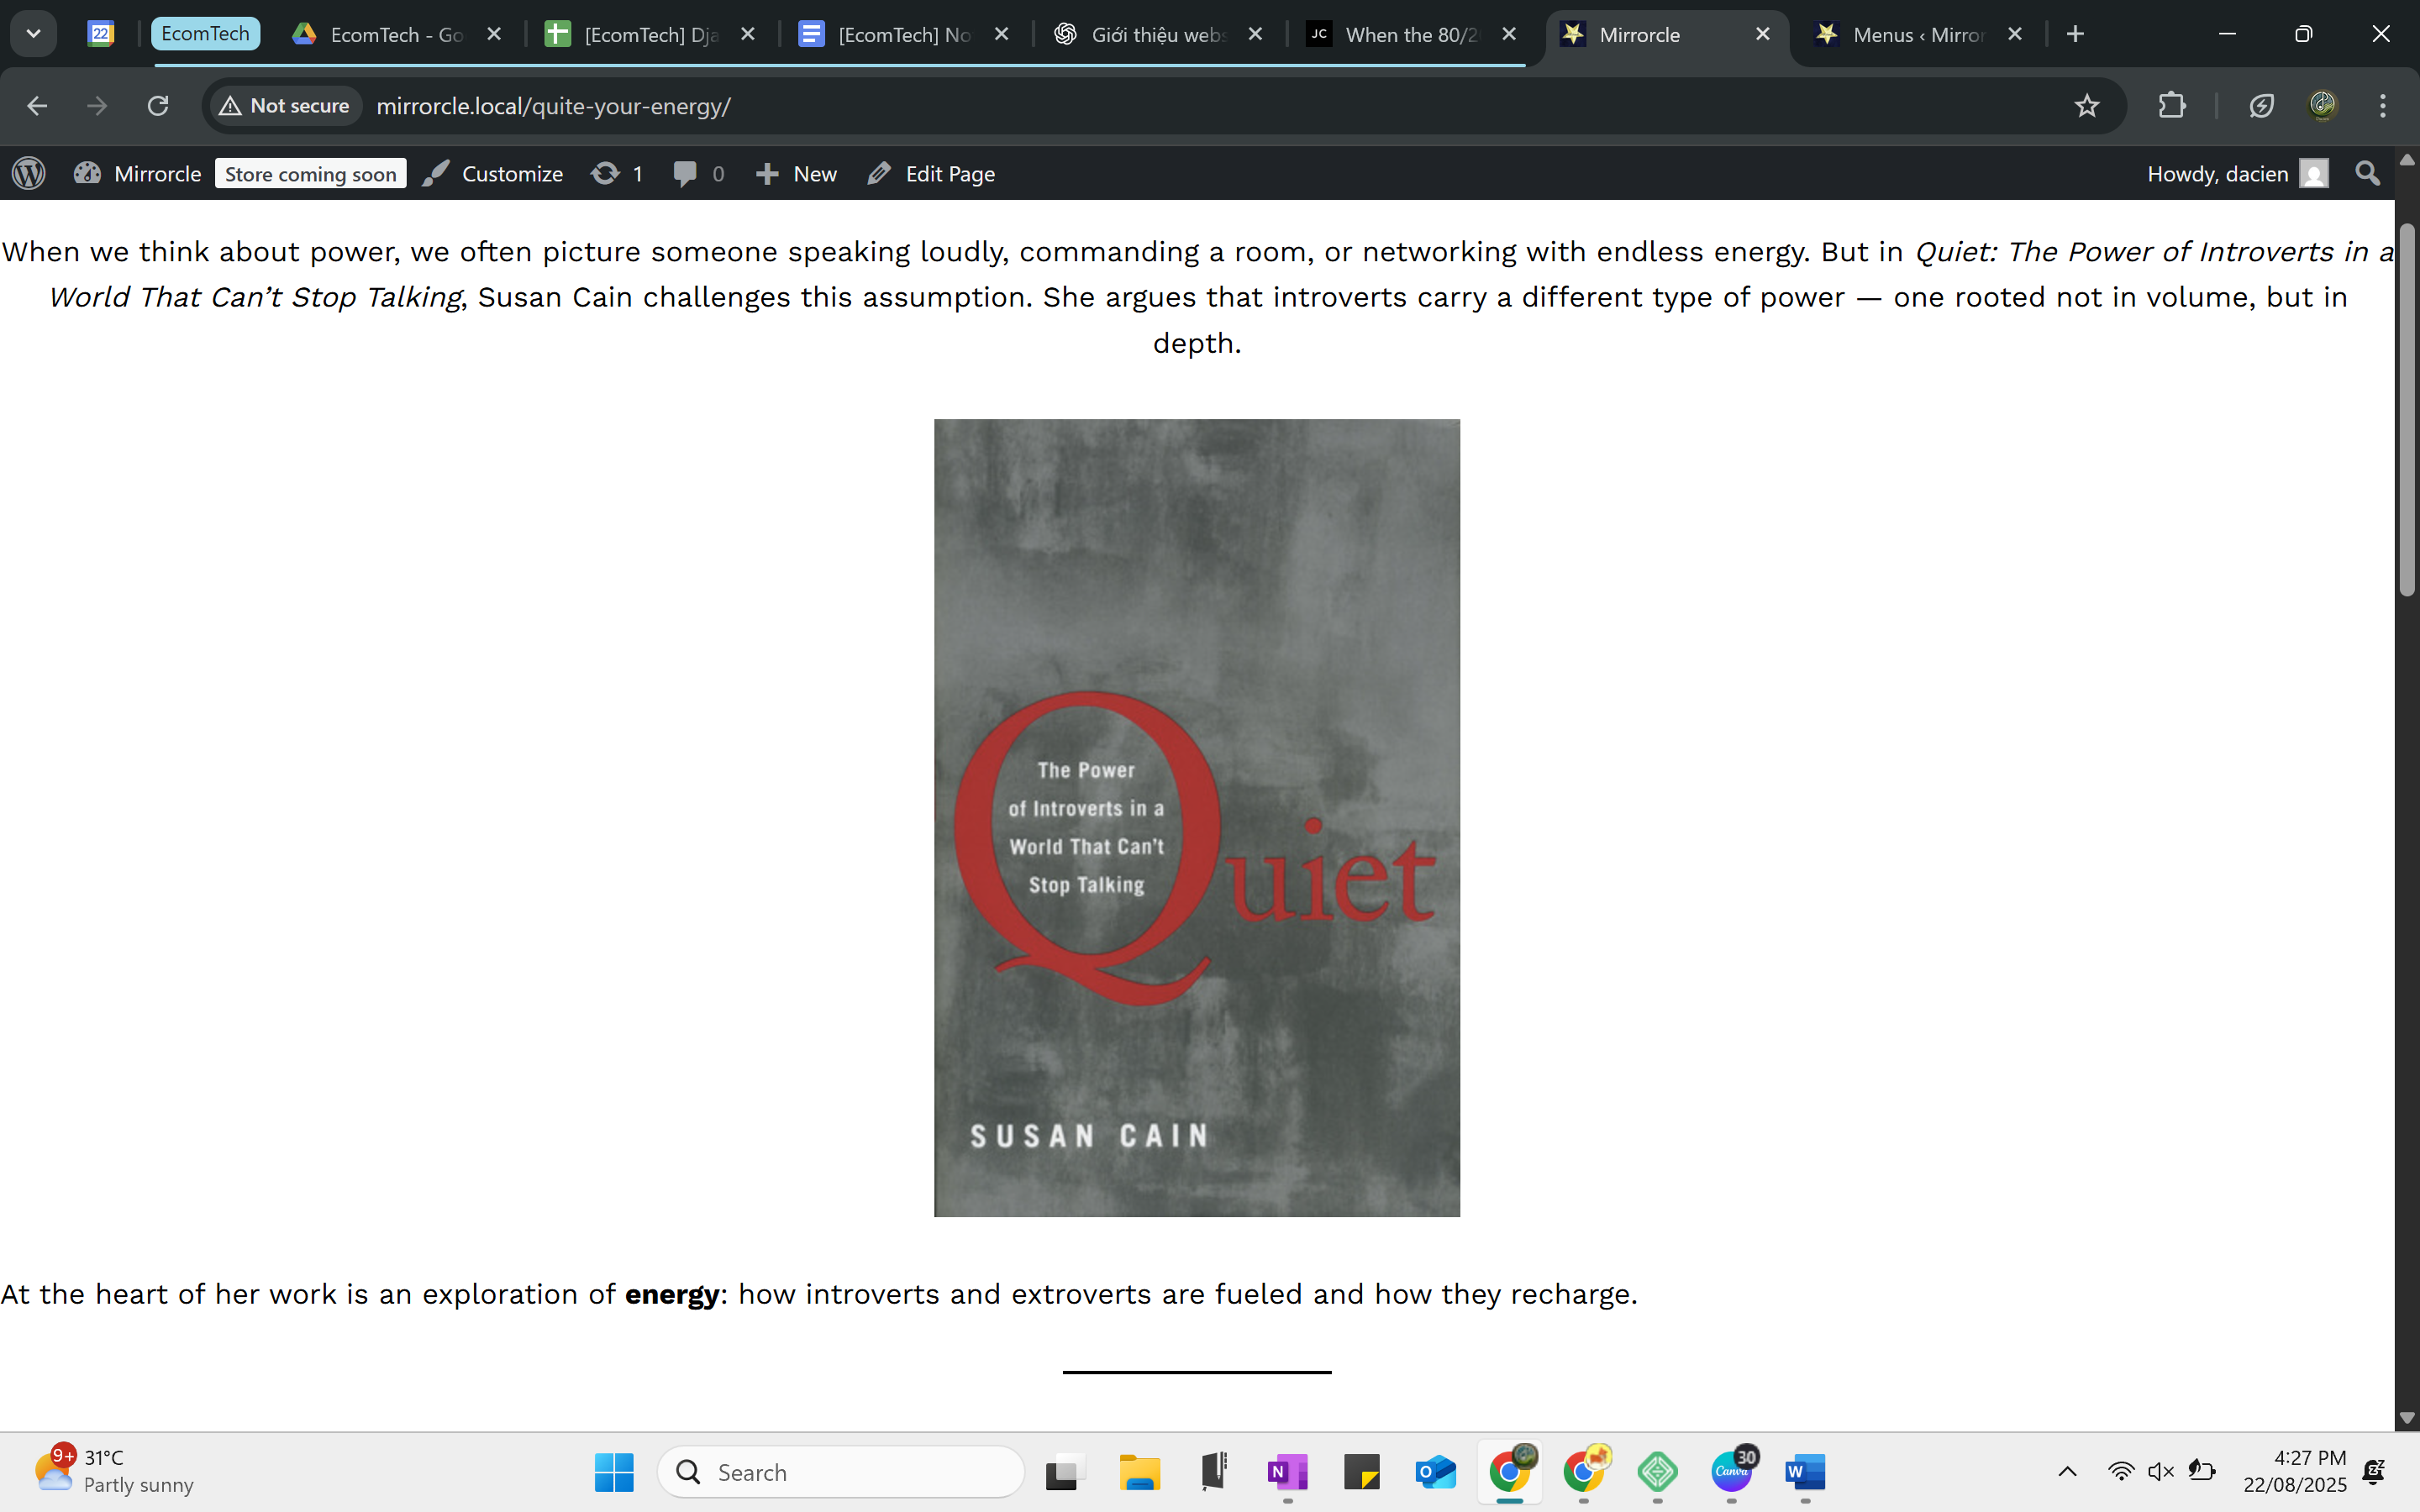 22
EcomTech
EcomTech - Go
[EcomTech] Dja
[EcomTech] No
Giới thiệu webs
JC
When the 80/2
Mirrorcle
Menus ‹ Mirror
Not secure
mirrorcle.local/quite-your-energy/
Mirrorcle
Store coming soon
Customize
1
0
New
Edit Page
Howdy, dacien
When we think about power, we often picture someone speaking loudly, commanding a room, or networking with endless energy. But in Quiet: The Power of Introverts in a
World That Can’t Stop Talking, Susan Cain challenges this assumption. She argues that introverts carry a different type of power — one rooted not in volume, but in
depth.
The Power
of Introverts in a
World That Can't
Stop Talking
Quiet
SUSAN CAIN
At the heart of her work is an exploration of energy: how introverts and extroverts are fueled and how they recharge.
9+
31°C
Partly sunny
Search
N
O
Canva
30
W
4:27 PM
22/08/2025